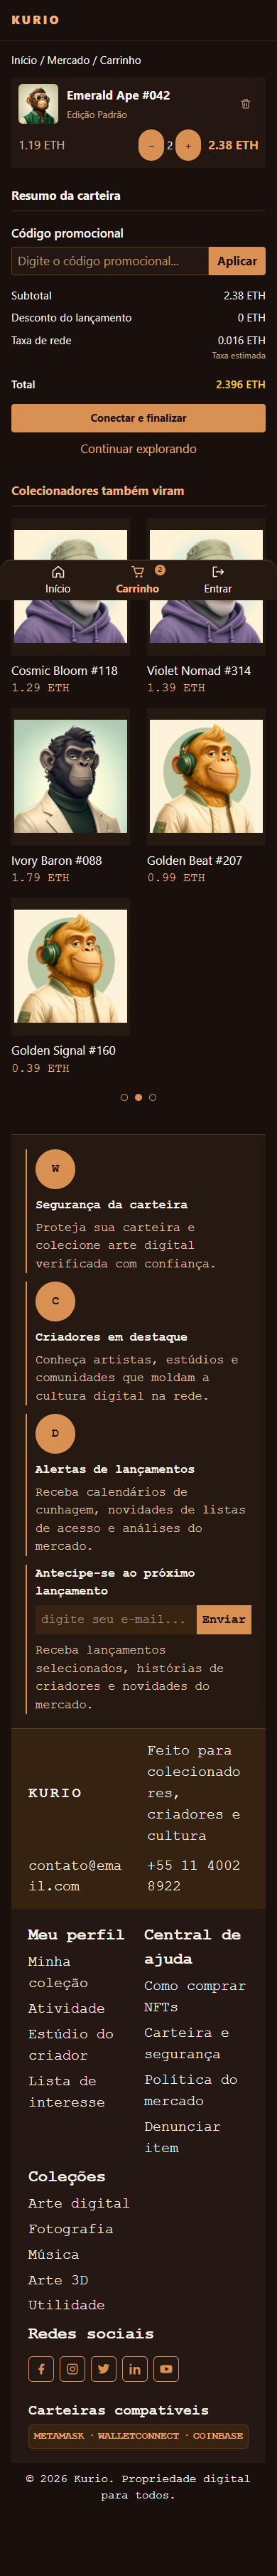 KURIO
Início / Mercado / Carrinho
Emerald Ape #042
Edição Padrão
1.19 ETH
− 2 +
2.38 ETH
Resumo da carteira
Código promocional
Digite o código promocional...
Aplicar
Subtotal 2.38 ETH
Desconto do lançamento 0 ETH
Taxa de rede 0.016 ETH
Taxa estimada
Total 2.396 ETH
Conectar e finalizar
Continuar explorando
Colecionadores também viram
2
Início Carrinho Entrar
Cosmic Bloom #118 Violet Nomad #314
1.29 ETH 1.39 ETH
Ivory Baron #088 Golden Beat #207
1.79 ETH 0.99 ETH
Golden Signal #160
0.39 ETH
W
Segurança da carteira
Proteja sua carteira e
colecione arte digital
verificada com confiança.
C
Criadores em destaque
Conheça artistas, estúdios e
comunidades que moldam a
cultura digital na rede.
D
Alertas de lançamentos
Receba calendários de
cunhagem, novidades de listas
de acesso e análises do
mercado.
Antecipe-se ao próximo
lançamento
digite seu e-mail...
Enviar
Receba lançamentos
selecionados, histórias de
criadores e novidades do
mercado.
KURIO
Feito para
colecionado
res,
criadores e
cultura
contato@ema
il.com
+55 11 4002
8922
Meu perfil
Minha
coleção
Atividade
Estúdio do
criador
Lista de
interesse
Central de
ajuda
Como comprar
NFTs
Carteira e
segurança
Política do
mercado
Denunciar
item
Coleções
Arte digital
Fotografia
Música
Arte 3D
Utilidade
Redes sociais
Carteiras compatíveis
METAMASK · WALLETCONNECT · COINBASE
© 2026 Kurio. Propriedade digital
para todos.